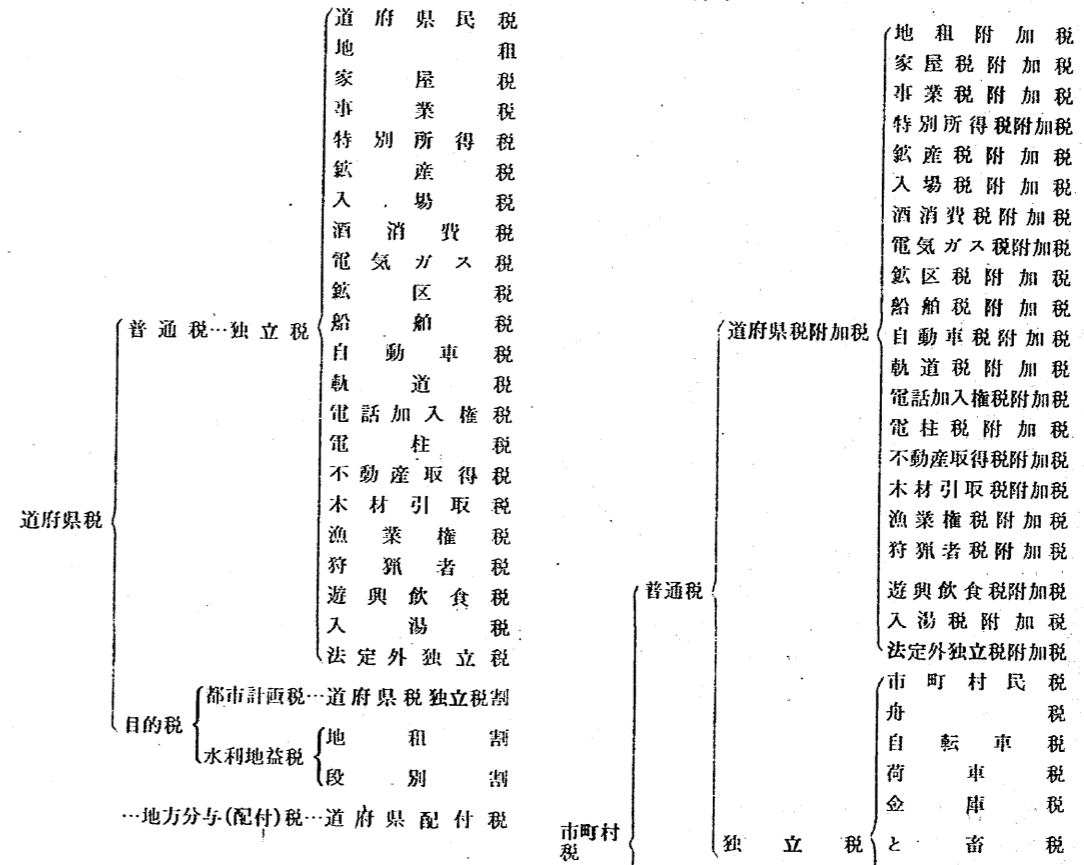 道府県税
普通税…独立税
道府県民税
地租
家屋税
事業税
特別所得税
鉱産税
入場税
酒消費税
電気ガス税
鉱区税
船舶税
自動車税
軌道税
電話加入権税
電柱税
不動産取得税
木材引取税
漁業権税
狩猟者税
遊興飲食税
入湯税
法定外独立税
目的税
都市計画税…道府県税独立税割
水利地益税
地租割
段別割
…地方分与(配付)税…道府県配付税
市町村
税
普通税
道府県税附加税
地租附加税
家屋税附加税
事業税附加税
特別所得税附加税
鉱産税附加税
入場税附加税
酒消費税附加税
電気ガス税附加税
鉱区税附加税
船舶税附加税
自動車税附加税
軌道税附加税
電話加入権税附加税
電柱税附加税
不動産取得税附加税
木材引取税附加税
漁業権税附加税
狩猟者税附加税
遊興飲食税附加税
入湯税附加税
法定外独立税附加税
独立税
市町村民税
舟税
自転車税
荷車税
金庫税
と畜税